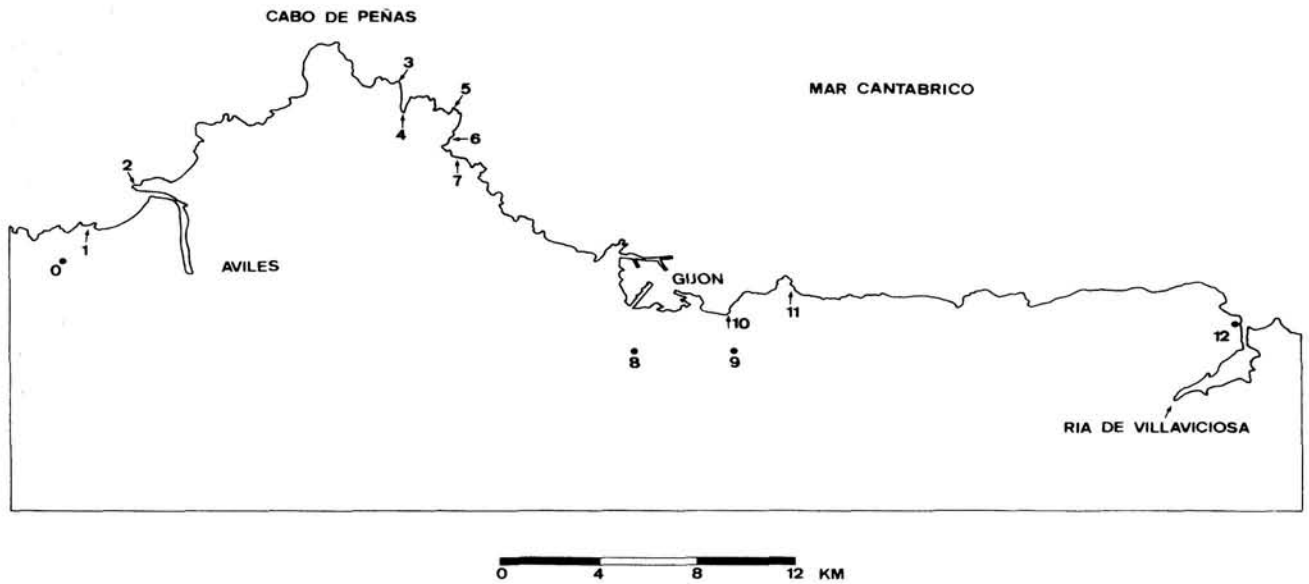 CABO DE PEÑAS
MAR CANTABRICO
3
5
4
6
2
7
1
0
AVILES
GIJON
10
11
8
9
12
RIA DE VILLAVICIOSA
0 4 8 12 KM